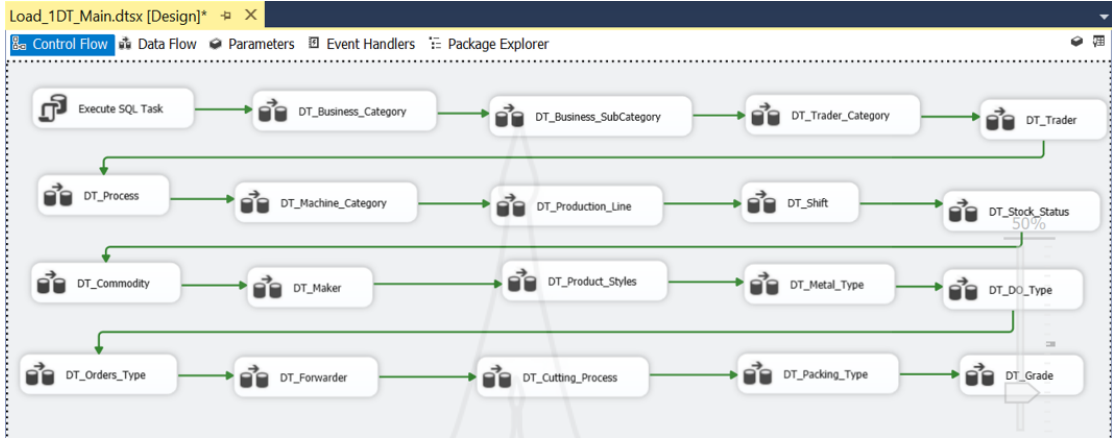 Load_1DT_Main.dtsx [Design]*
Control Flow Data Flow Parameters Event Handlers Package Explorer
Execute SQL Task DT_Business_Category DT_Business_SubCategory DT_Trader_Category DT_Trader
DT_Process DT_Machine_Category DT_Production_Line DT_Shift DT_Stock_Status
50%
DT_Commodity DT_Maker DT_Product_Styles DT_Metal_Type DT_DO_Type
DT_Orders_Type DT_Forwarder DT_Cutting_Process DT_Packing_Type DT_Grade